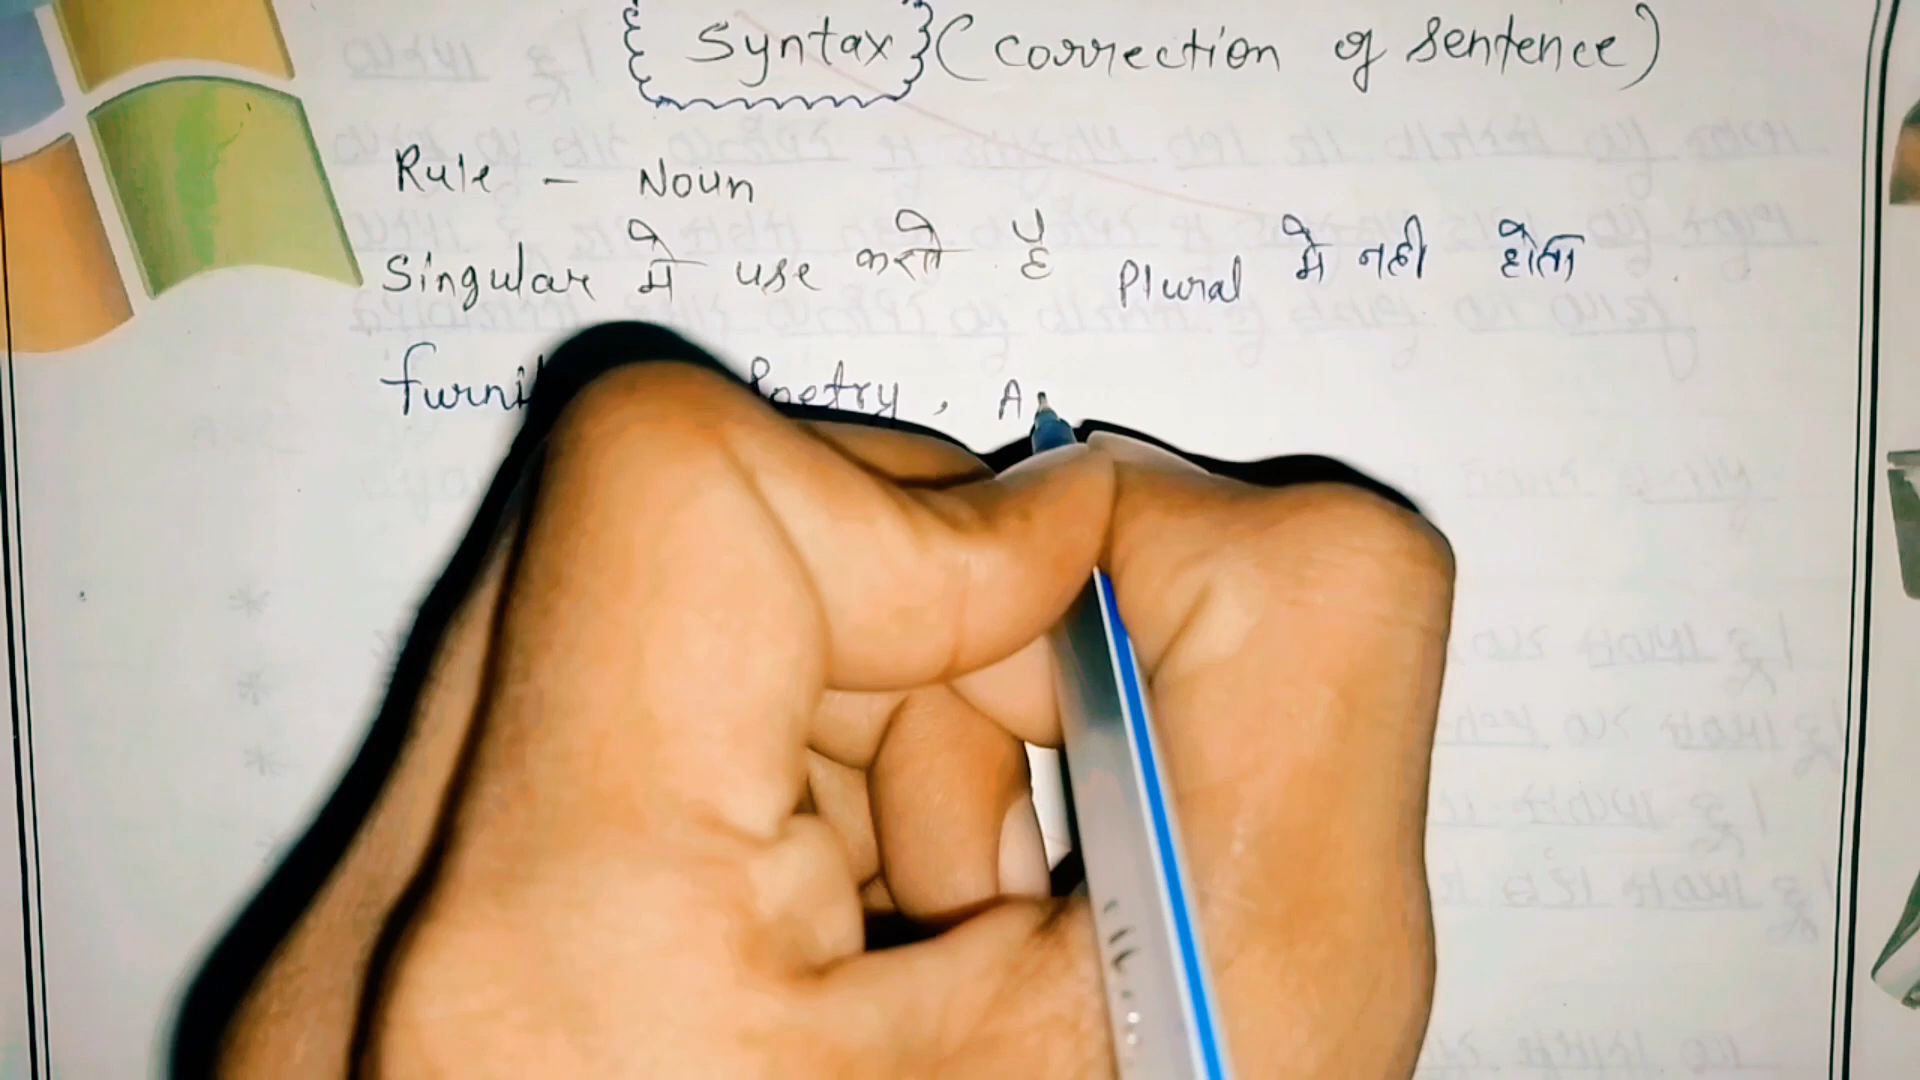 Syntax (Correction of Sentence)
Rule - Noun
Singular में use करते है Plural में नही होता
Poetry, A